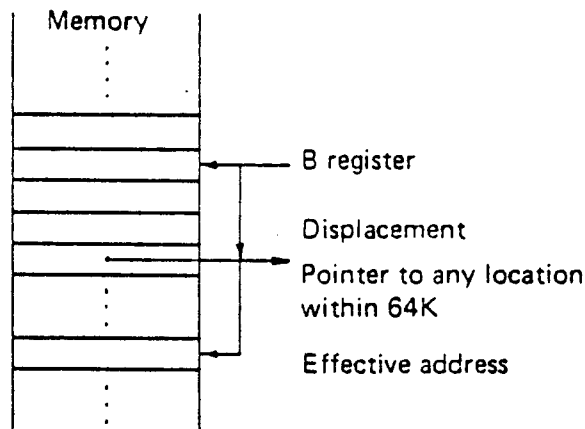 Memory
B register
Displacement
Pointer to any location
within 64K
Effective address